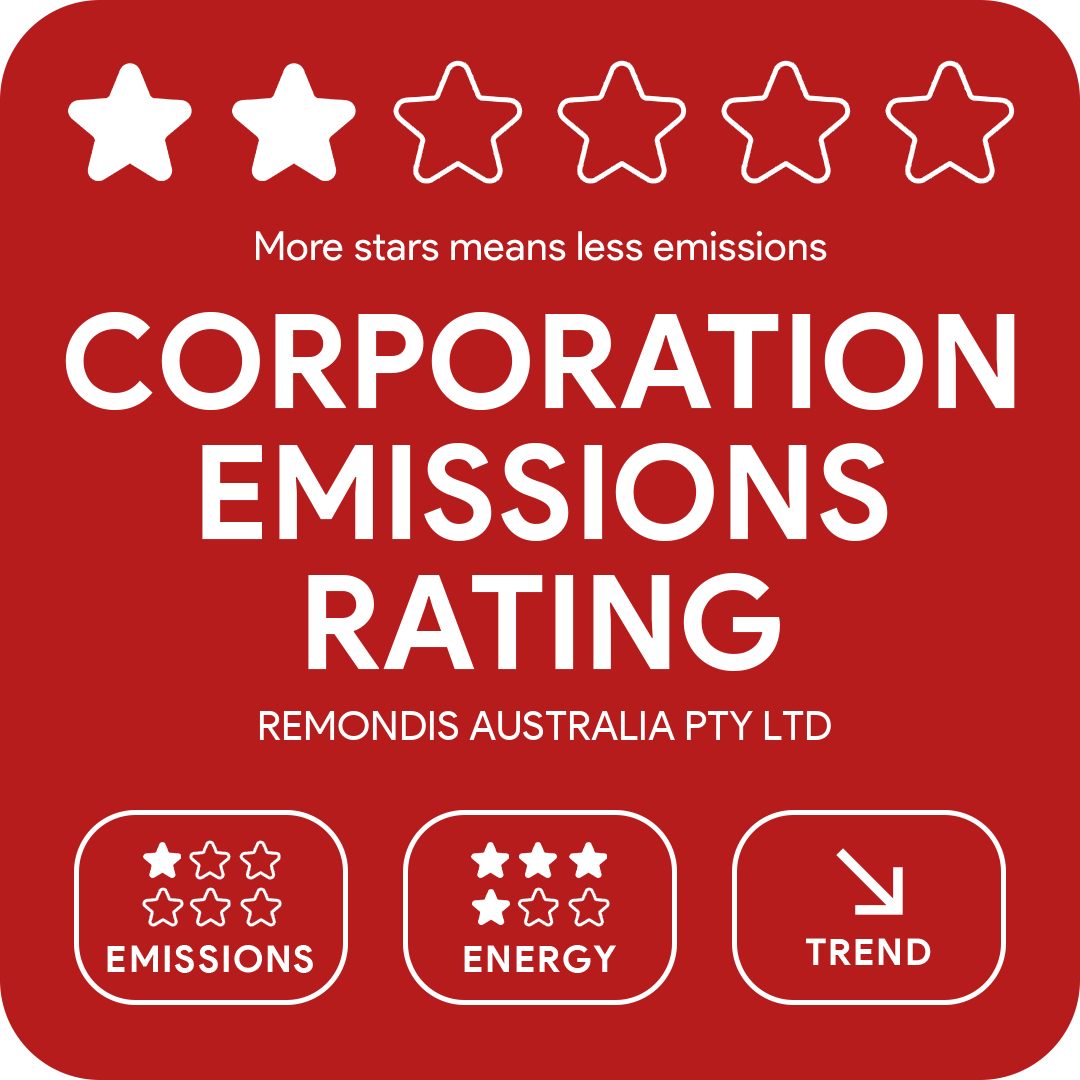 More stars means less emissions
CORPORATION
EMISSIONS
RATING
REMONDIS AUSTRALIA PTY LTD
EMISSIONS
ENERGY
TREND